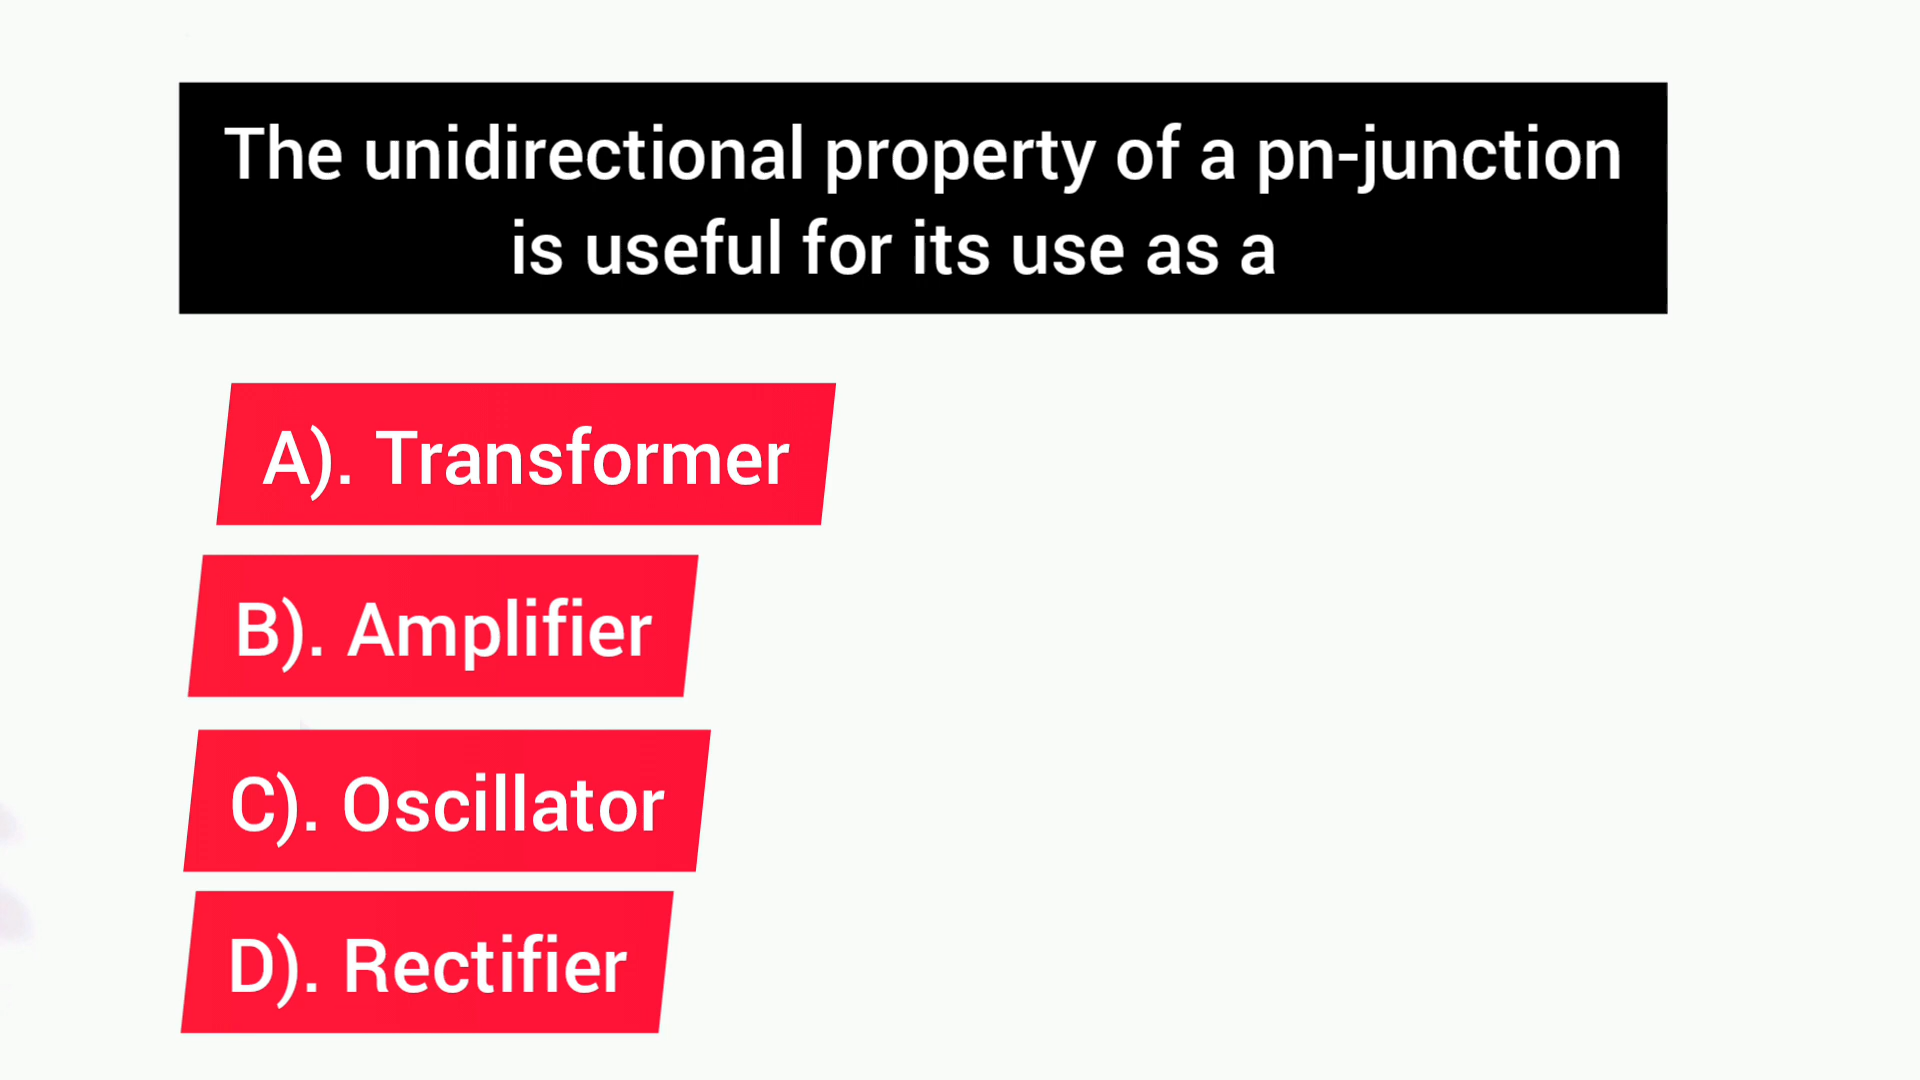 The unidirectional property of a pn-junction
is useful for its use as a
A). Transformer
B). Amplifier
C). Oscillator
D). Rectifier